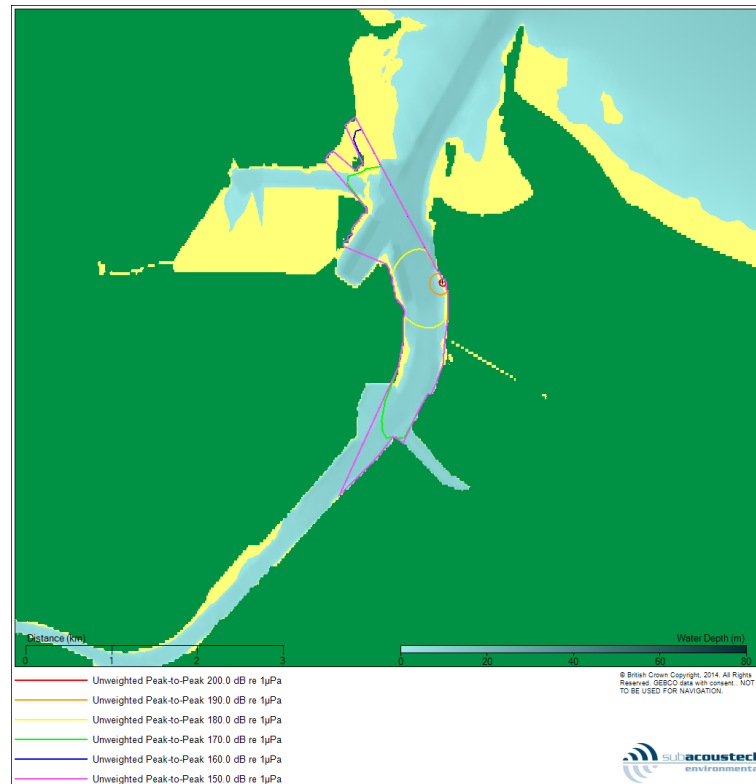 Distance (km)
0 1 2 3
Water Depth (m)
0 20 40 60 80
Unweighted Peak-to-Peak 200.0 dB re 1µPa
Unweighted Peak-to-Peak 190.0 dB re 1µPa
Unweighted Peak-to-Peak 180.0 dB re 1µPa
Unweighted Peak-to-Peak 170.0 dB re 1µPa
Unweighted Peak-to-Peak 160.0 dB re 1µPa
Unweighted Peak-to-Peak 150.0 dB re 1µPa
© British Crown Copyright, 2014. All Rights
Reserved. GEBCO data with consent.. NOT
TO BE USED FOR NAVIGATION.
subacoustech
environmental